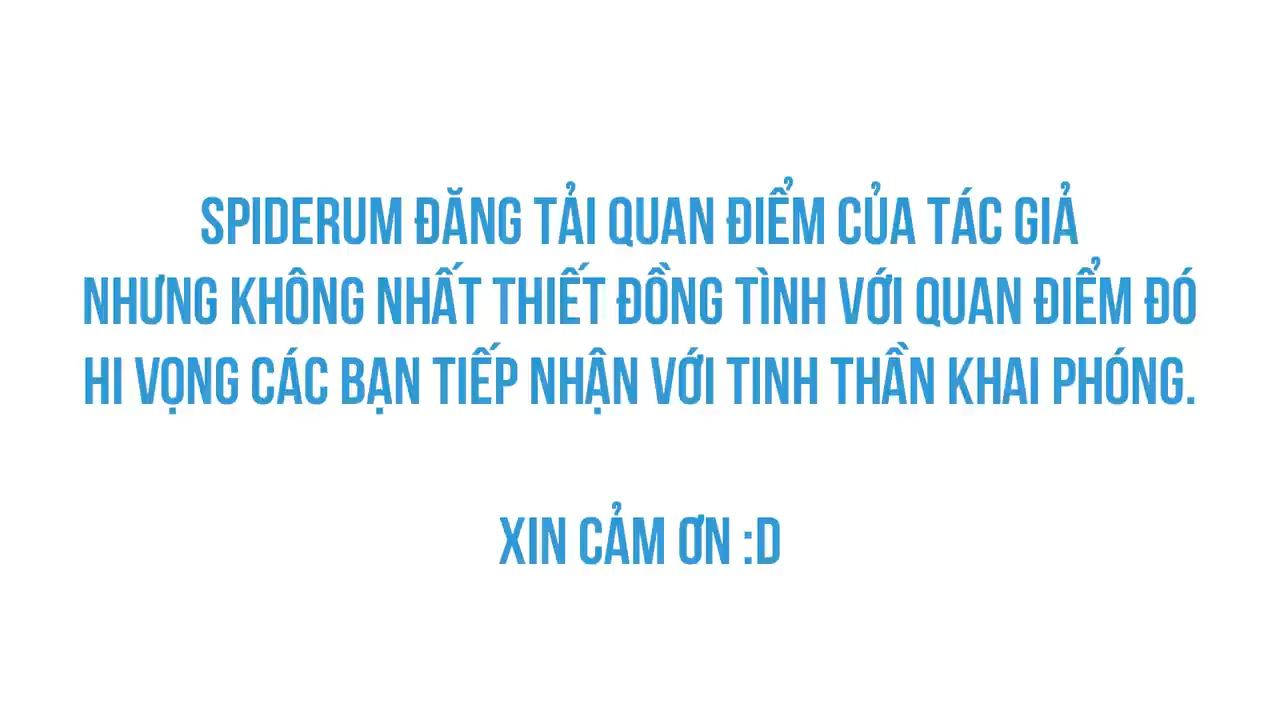 SPIDERUM ĐĂNG TẢI QUAN ĐIỂM CỦA TÁC GIẢ
NHƯNG KHÔNG NHẤT THIẾT ĐỒNG TÌNH VỚI QUAN ĐIỂM ĐÓ
HI VỌNG CÁC BẠN TIẾP NHẬN VỚI TINH THẦN KHAI PHÓNG.
XIN CẢM ƠN :D